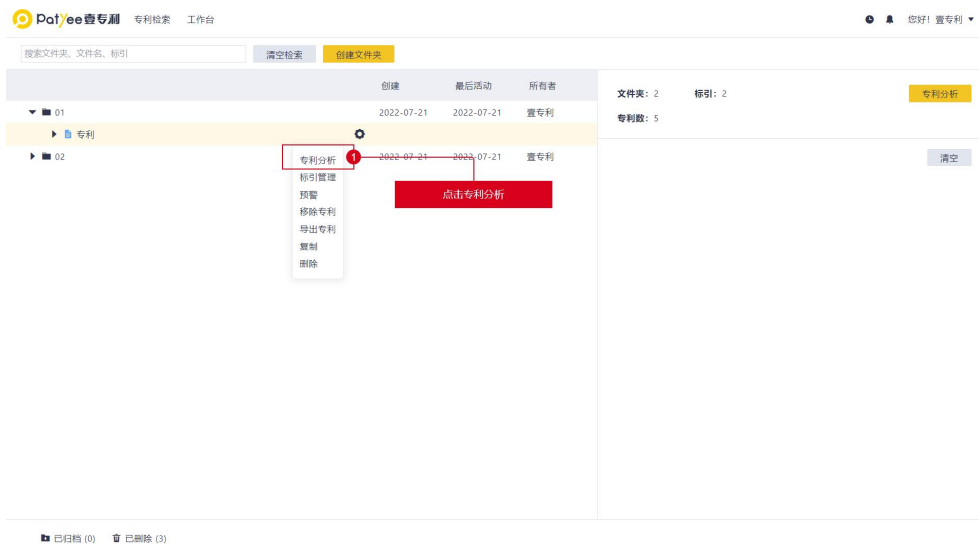 Patyee壹专利 专利检索 工作台 您好！壹专利
搜索文件夹、文件名、标引 清空检索 创建文件夹
创建 最后活动 所有者
文件夹：2 标引：2 专利分析
01 2022-07-21 2022-07-21 壹专利
专利数：5
专利
02 2022-07-21 2022-07-21 壹专利
清空
专利分析 1
标引管理
点击专利分析
预警
移除专利
导出专利
复制
删除
已归档 (0) 已删除 (3)